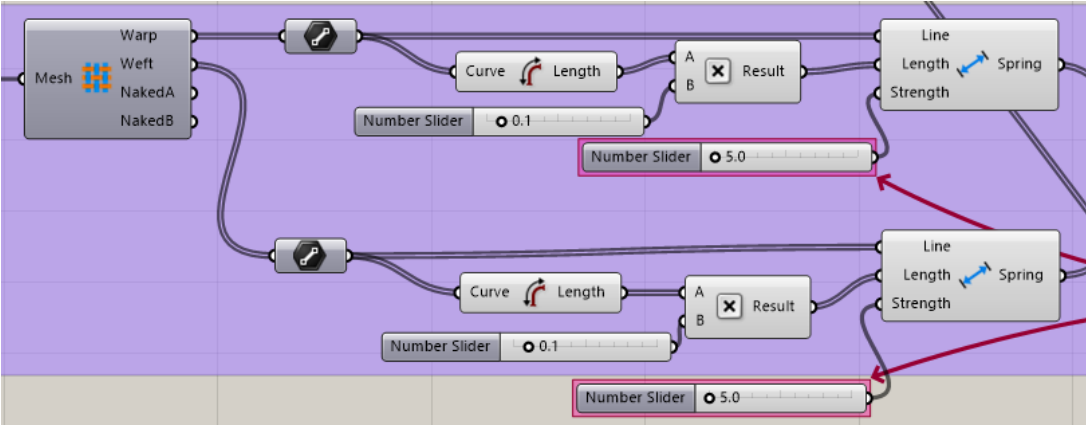 Mesh
Warp
Weft
NakedA
NakedB
Curve Length
A
B
Result
Number Slider 0.1
Number Slider 5.0
Line
Length
Strength
Spring
Curve Length
A
B
Result
Number Slider 0.1
Number Slider 5.0
Line
Length
Strength
Spring